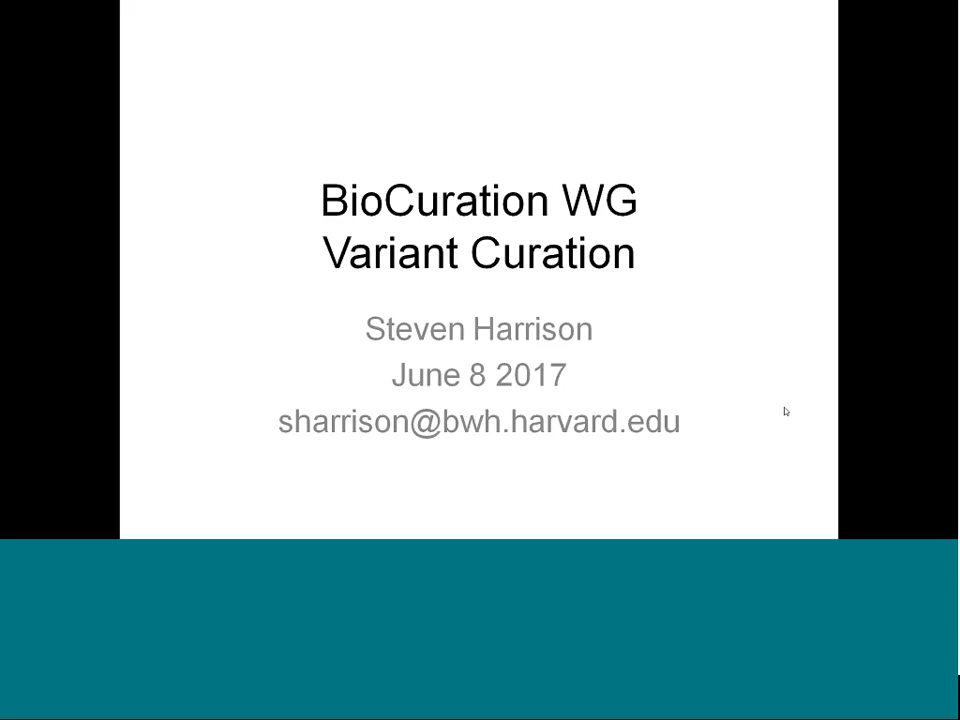 BioCuration WG
Variant Curation
Steven Harrison
June 8 2017
sharrison@bwh.harvard.edu